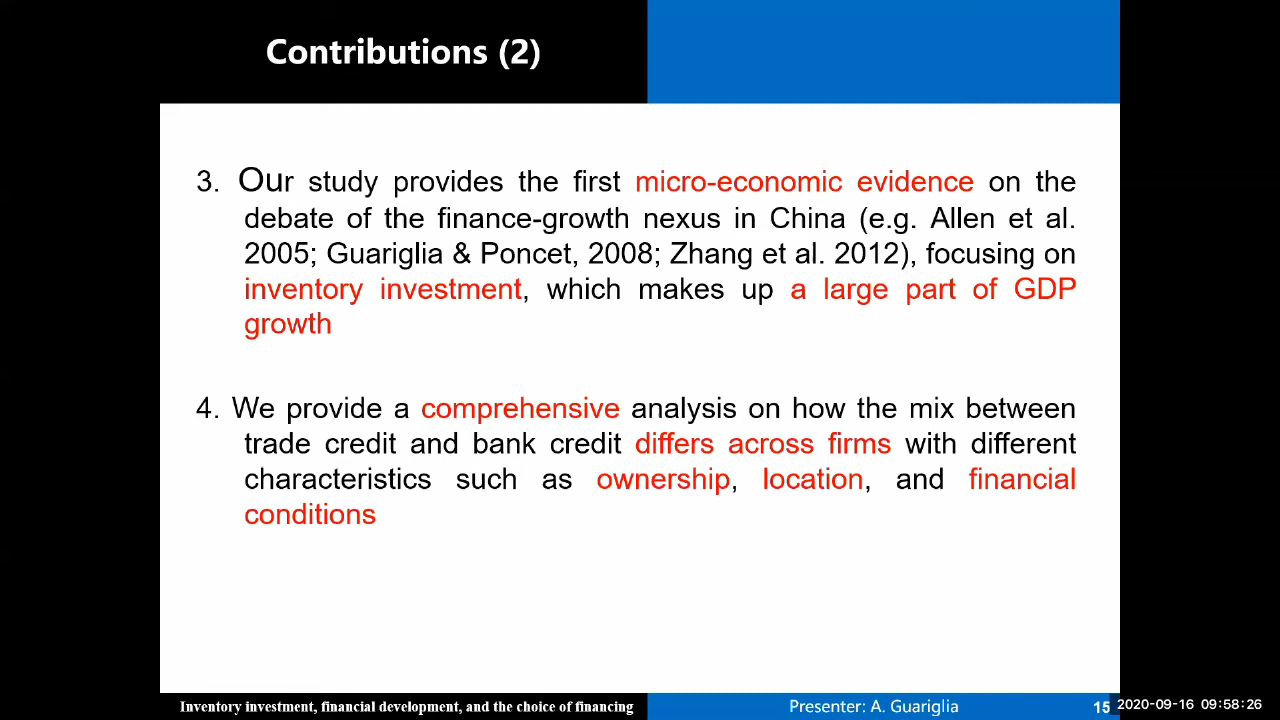 Contributions (2)
3. Our study provides the first micro-economic evidence on the
debate of the finance-growth nexus in China (e.g. Allen et al.
2005; Guariglia & Poncet, 2008; Zhang et al. 2012), focusing on
inventory investment, which makes up a large part of GDP
growth
4. We provide a comprehensive analysis on how the mix between
trade credit and bank credit differs across firms with different
characteristics such as ownership, location, and financial
conditions
Inventory investment, financial development, and the choice of financing
Presenter: A. Guariglia
15
2020-09-16 09:58:26